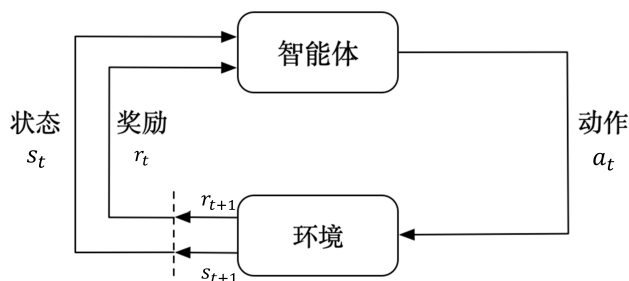 智能体
状态
s_t
奖励
r_t
动作
a_t
r_{t+1}
环境
s_{t+1}